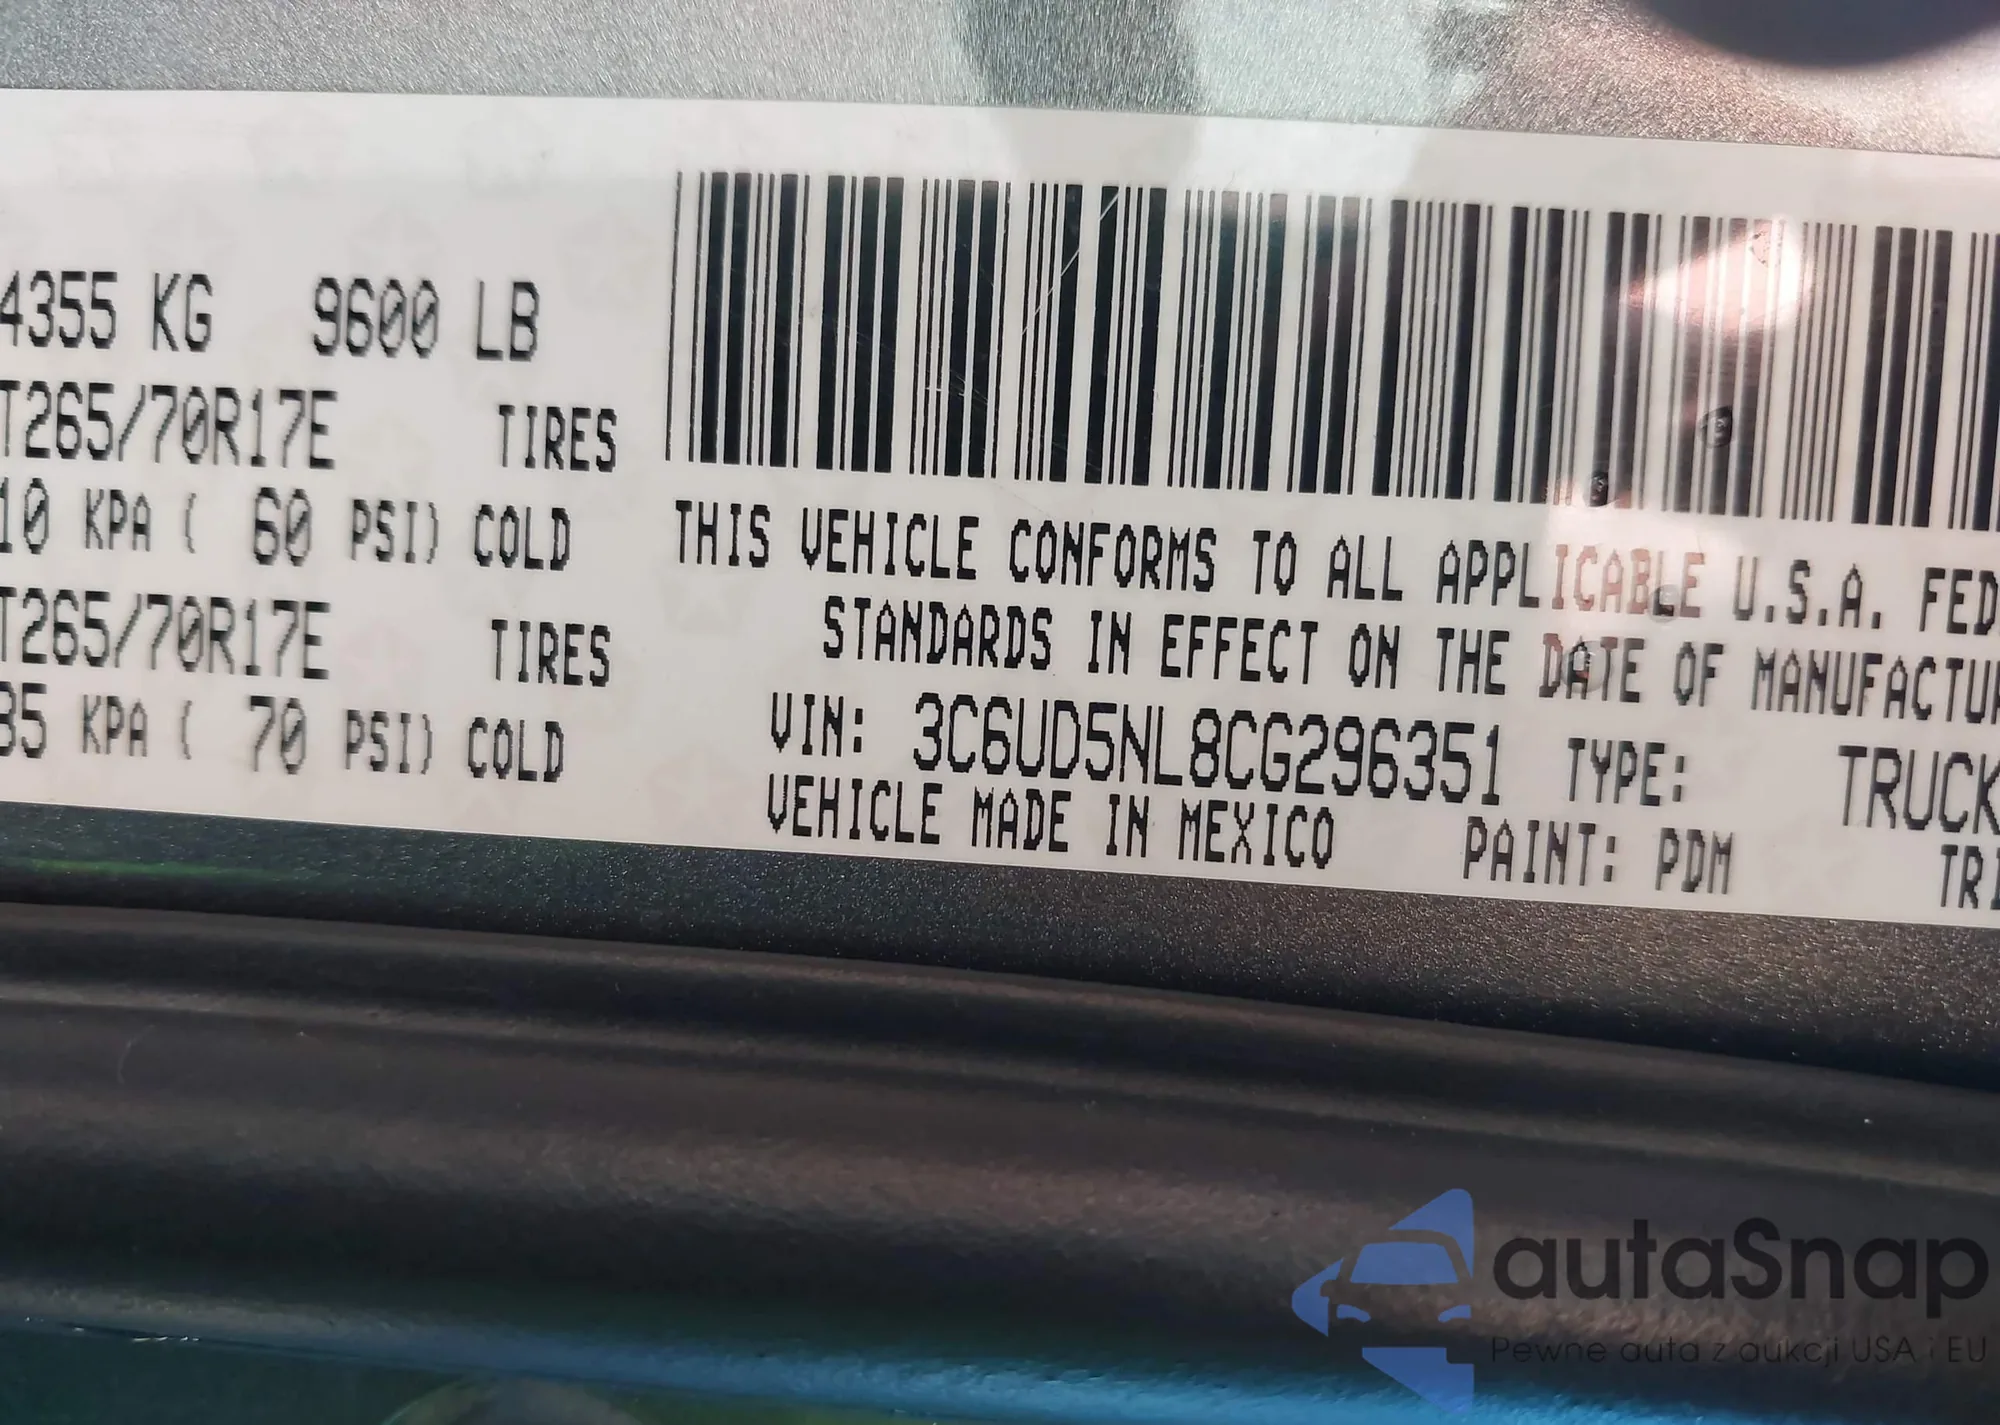 4355 KG 9600 LB
T265/70R17E TIRES
10 KPA ( 60 PSI) COLD
T265/70R17E TIRES
35 KPA ( 70 PSI) COLD
THIS VEHICLE CONFORMS TO ALL APPLICABLE U.S.A. FED
STANDARDS IN EFFECT ON THE DATE OF MANUFACTU
VIN: 3C6UD5NL8CG296351 TYPE: TRUCK
VEHICLE MADE IN MEXICO PAINT: PDM TRI
autaSnap
Pewne auta z aukcji USA i EU